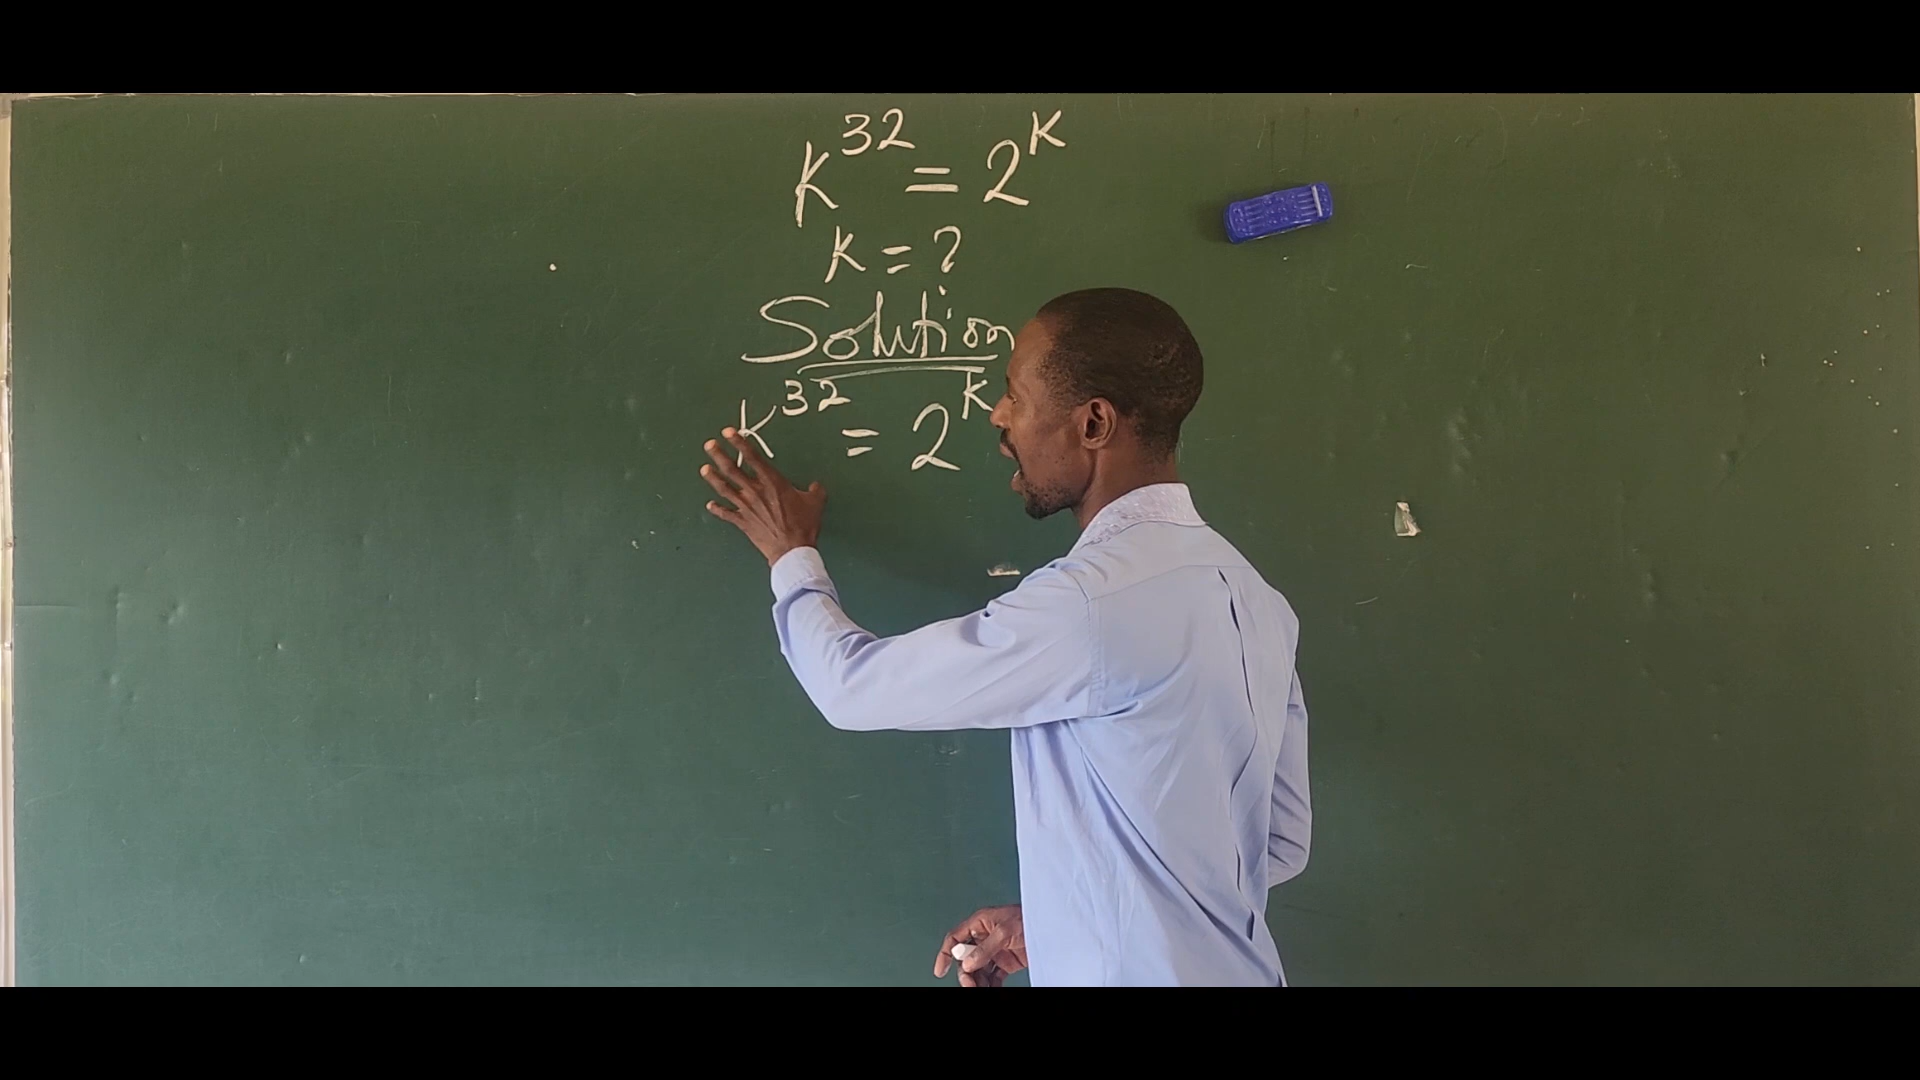 K³² = 2ᴷ
K = ?
Solution
K³² = 2ᴷ